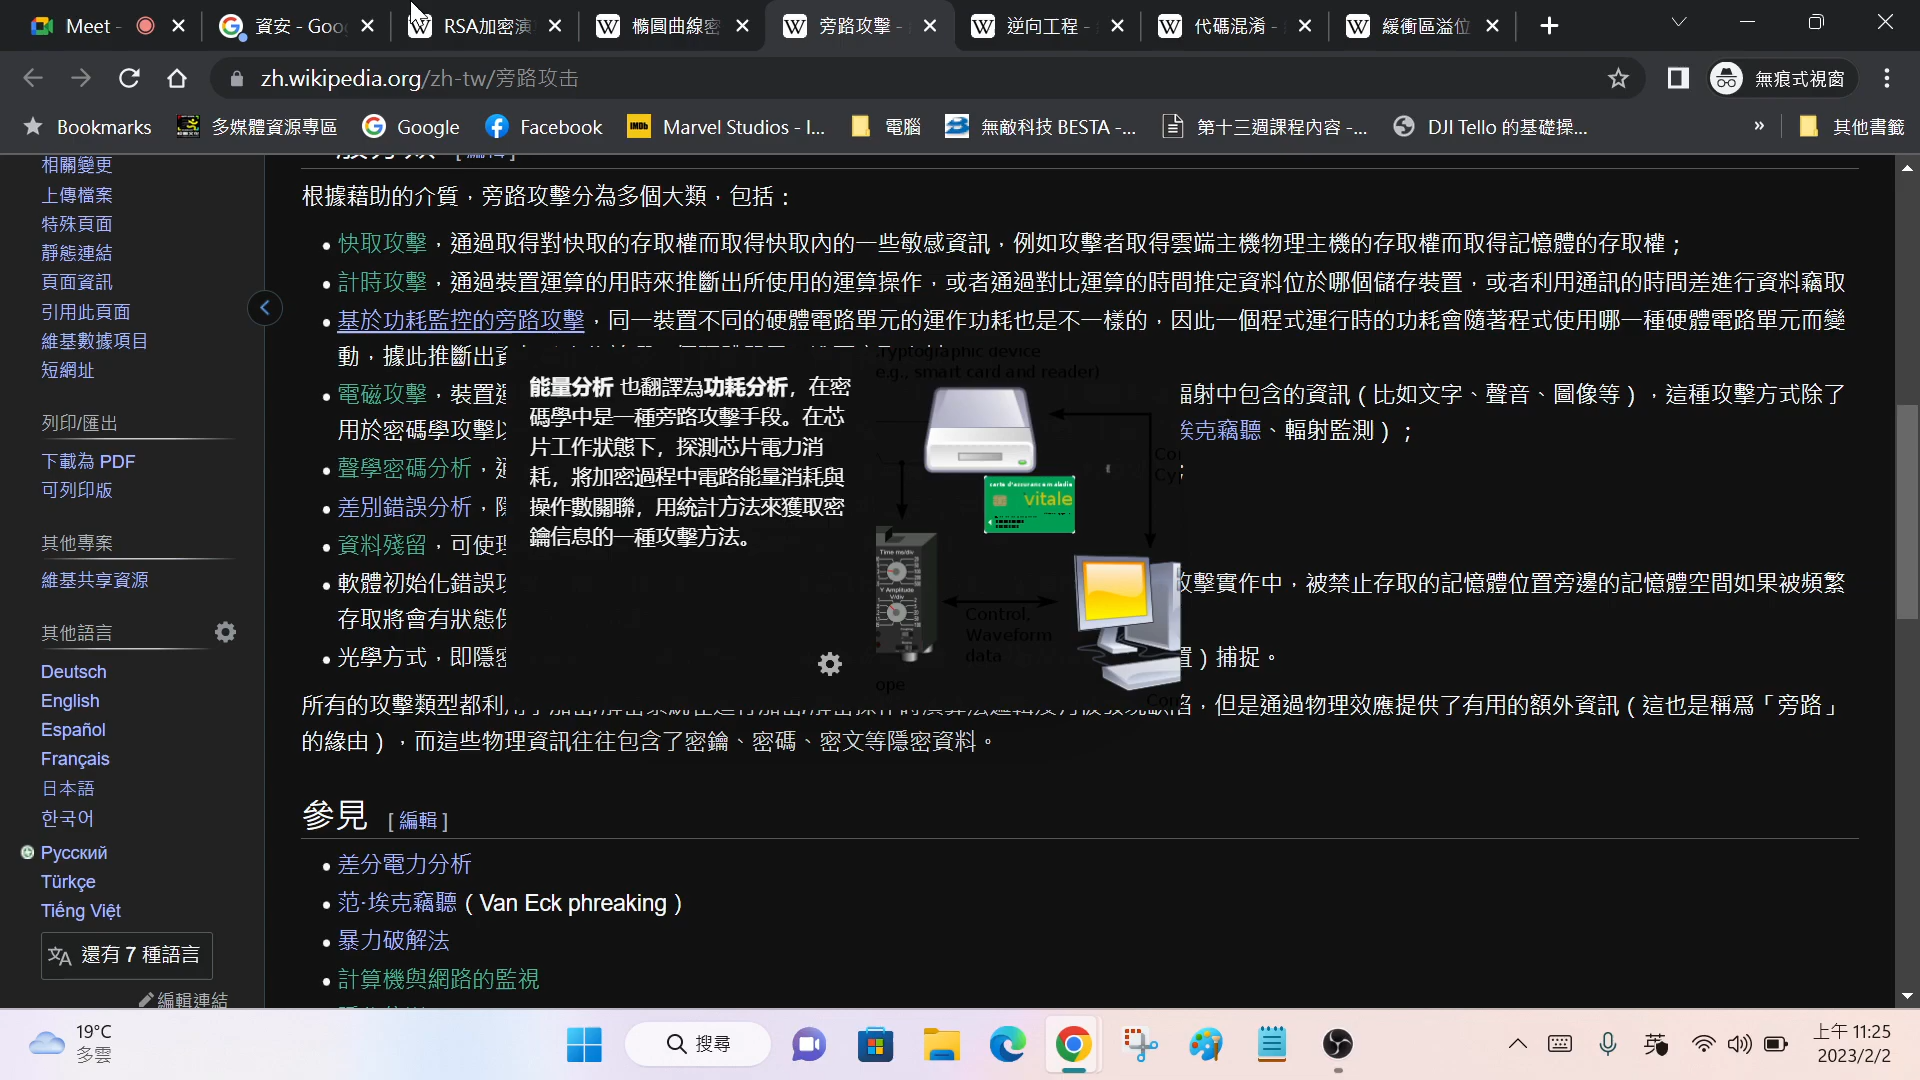 Meet -
資安 - Goo
RSA加密演
橢圓曲線密
旁路攻擊 -
逆向工程 -
代碼混淆 -
緩衝區溢位
zh.wikipedia.org/zh-tw/旁路攻击
無痕式視窗
Bookmarks
多媒體資源專區
Google
Facebook
Marvel Studios - I...
電腦
無敵科技 BESTA -...
第十三週課程內容 -...
DJI Tello 的基礎操...
»
其他書籤
相關變更
上傳檔案
特殊頁面
靜態連結
頁面資訊
引用此頁面
維基數據項目
短網址
列印/匯出
下載為 PDF
可列印版
其他專案
維基共享資源
其他語言
Deutsch
English
Español
Français
日本語
한국어
Русский
Türkçe
Tiếng Việt
還有 7 種語言
編輯連結
根據藉助的介質，旁路攻擊分為多個大類，包括：
快取攻擊，通過取得對快取的存取權而取得快取內的一些敏感資訊，例如攻擊者取得雲端主機物理主機的存取權而取得記憶體的存取權；
計時攻擊，通過裝置運算的用時來推斷出所使用的運算操作，或者通過對比運算的時間推定資料位於哪個儲存裝置，或者利用通訊的時間差進行資料竊取
基於功耗監控的旁路攻擊，同一裝置不同的硬體電路單元的運作功耗也是不一樣的，因此一個程式運行時的功耗會隨著程式使用哪一種硬體電路單元而變
動，據此推斷出
電磁攻擊，裝置運
輻射中包含的資訊（比如文字、聲音、圖像等），這種攻擊方式除了
用於密碼學攻擊以
埃克竊聽、輻射監測）；
聲學密碼分析，通
；
差別錯誤分析，隱
資料殘留，可使理
軟體初始化錯誤攻
攻擊實作中，被禁止存取的記憶體位置旁邊的記憶體空間如果被頻繁
存取將會有狀態保
光學方式，即隱密
置）捕捉。
所有的攻擊類型都利
，但是通過物理效應提供了有用的額外資訊（這也是稱爲「旁路」
的緣由），而這些物理資訊往往包含了密鑰、密碼、密文等隱密資料。
能量分析 也翻譯為功耗分析，在密
碼學中是一種旁路攻擊手段。在芯
片工作狀態下，探測芯片電力消
耗，將加密過程中電路能量消耗與
操作數關聯，用統計方法來獲取密
鑰信息的一種攻擊方法。
yptographic device
e.g., smart card and reader)
carte d'assurance maladie
vitale
Time ms/div
Y Amplitude
V/div
Control,
Waveform
data
ope
Co
Cy
參見 [編輯]
差分電力分析
范·埃克竊聽（Van Eck phreaking）
暴力破解法
計算機與網路的監視
19°C
多雲
搜尋
英
上午 11:25
2023/2/2